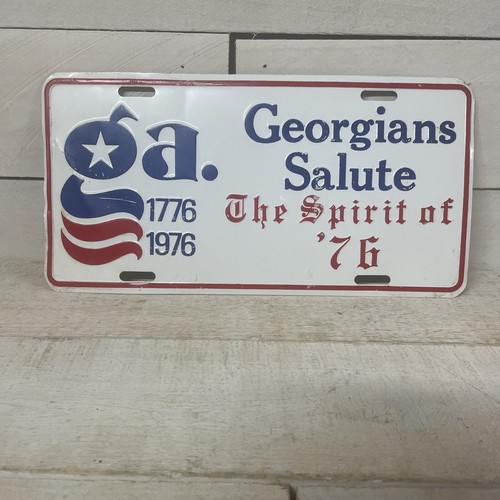 ga.
1776
1976
Georgians
Salute
The Spirit of
'76